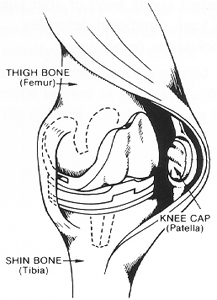 THIGH BONE
(Femur)
KNEE CAP
(Patella)
SHIN BONE
(Tibia)